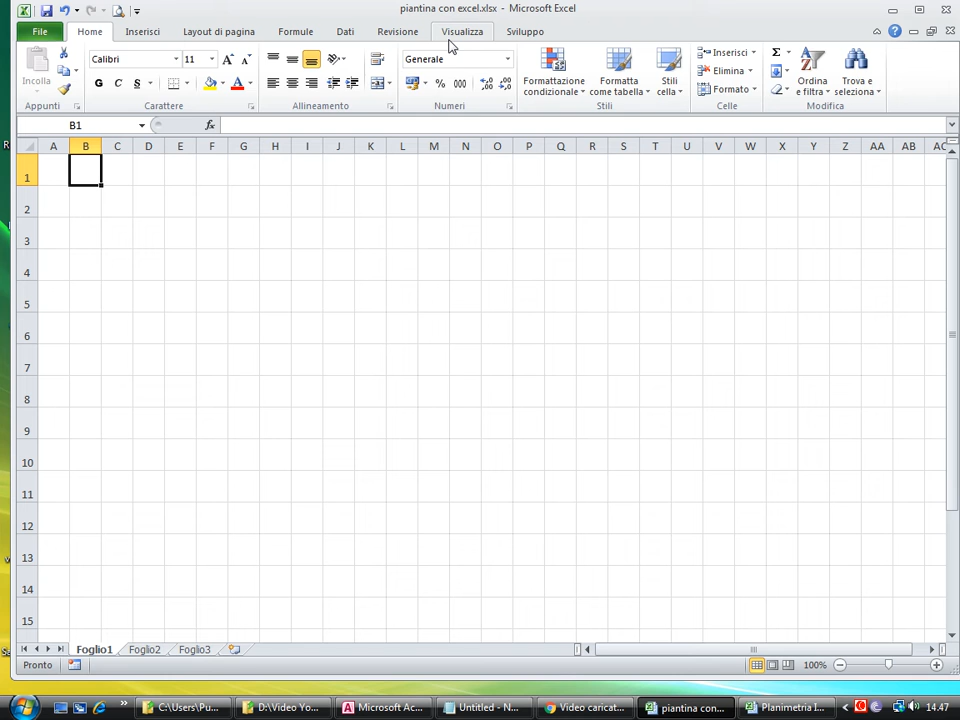 piantina con excel.xlsx - Microsoft Excel
File Home Inserisci Layout di pagina Formule Dati Revisione Visualizza Sviluppo
Incolla
Calibri 11
G C S
Generale
% 000
Formattazione condizionale
Formatta come tabella
Stili cella
Inserisci
Elimina
Formato
Ordina e filtra
Trova e seleziona
Appunti Carattere Allineamento Numeri Stili Celle Modifica
B1 fx
A B C D E F G H I J K L M N O P Q R S T U V W X Y Z AA AB AC
1
2
3
4
5
6
7
8
9
10
11
12
13
14
15
Foglio1 Foglio2 Foglio3
Pronto 100%
C:\Users\Pu... D:\Video Yo... Microsoft Ac... Untitled - N... Video caricat... piantina con... Planimetria I... 14.47